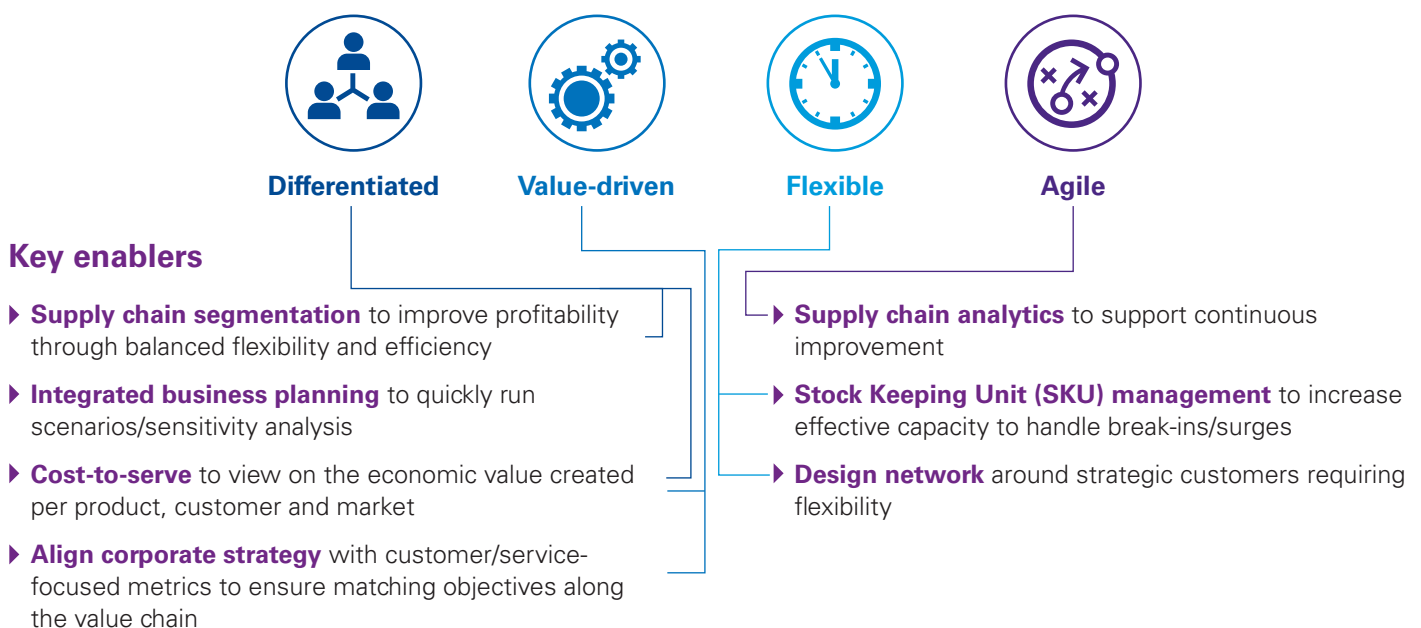 Differentiated
Value-driven
Flexible
Agile
Key enablers
Supply chain segmentation to improve profitability
through balanced flexibility and efficiency
Integrated business planning to quickly run
scenarios/sensitivity analysis
Cost-to-serve to view on the economic value created
per product, customer and market
Align corporate strategy with customer/service-
focused metrics to ensure matching objectives along
the value chain
Supply chain analytics to support continuous
improvement
Stock Keeping Unit (SKU) management to increase
effective capacity to handle break-ins/surges
Design network around strategic customers requiring
flexibility